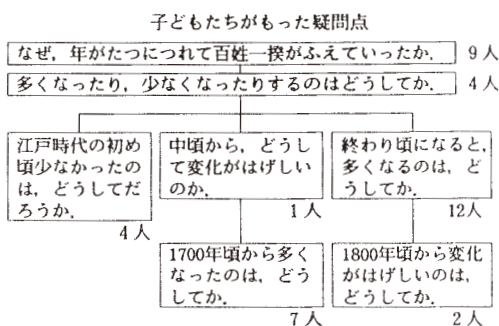 子どもたちがもった疑問点
なぜ，年がたつにつれて百姓一揆がふえていったか．
9人
多くなったり，少なくなったりするのはどうしてか．
4人
江戸時代の初め
頃少なかったの
は，どうしてだ
ろうか．
4人
中頃から，どうし
て変化がはげしい
のか．
1人
終わり頃になると，
多くなるのは，ど
うしてか．
12人
1700年頃から多く
なったのは，どう
してか．
7人
1800年頃から変化
がはげしいのは，
どうしてか．
2人